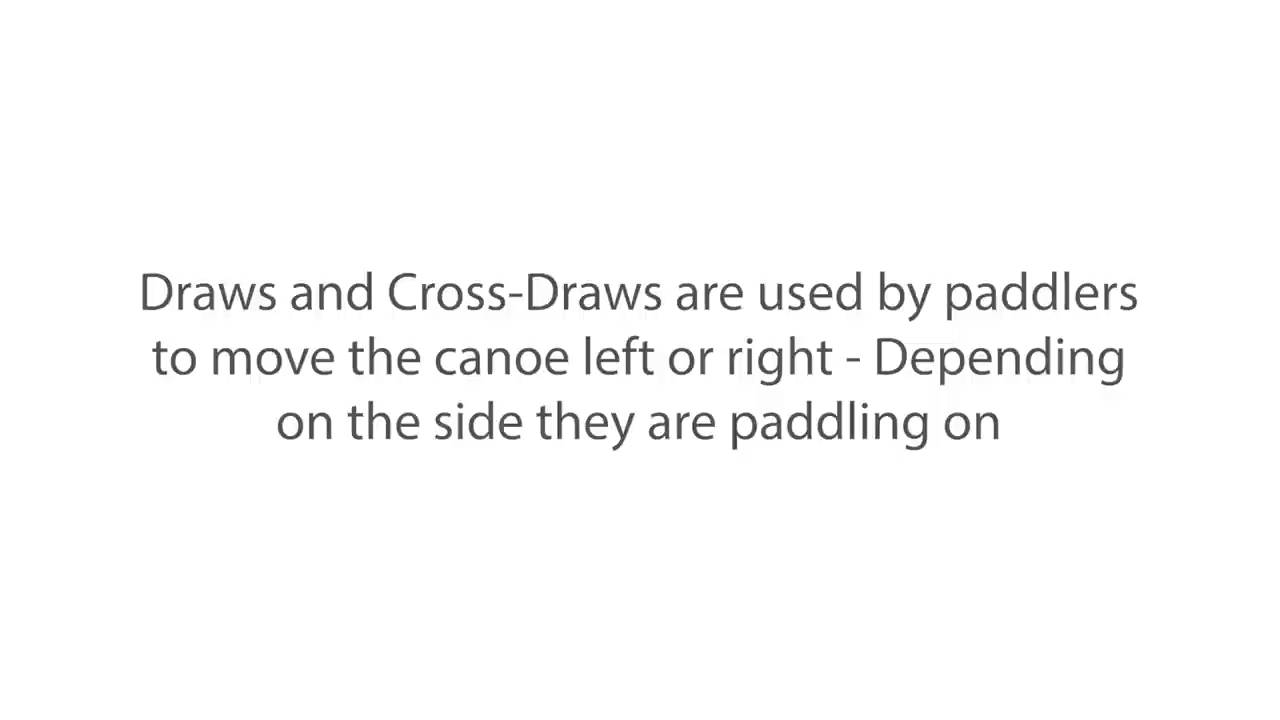 Draws and Cross-Draws are used by paddlers
to move the canoe left or right - Depending
on the side they are paddling on